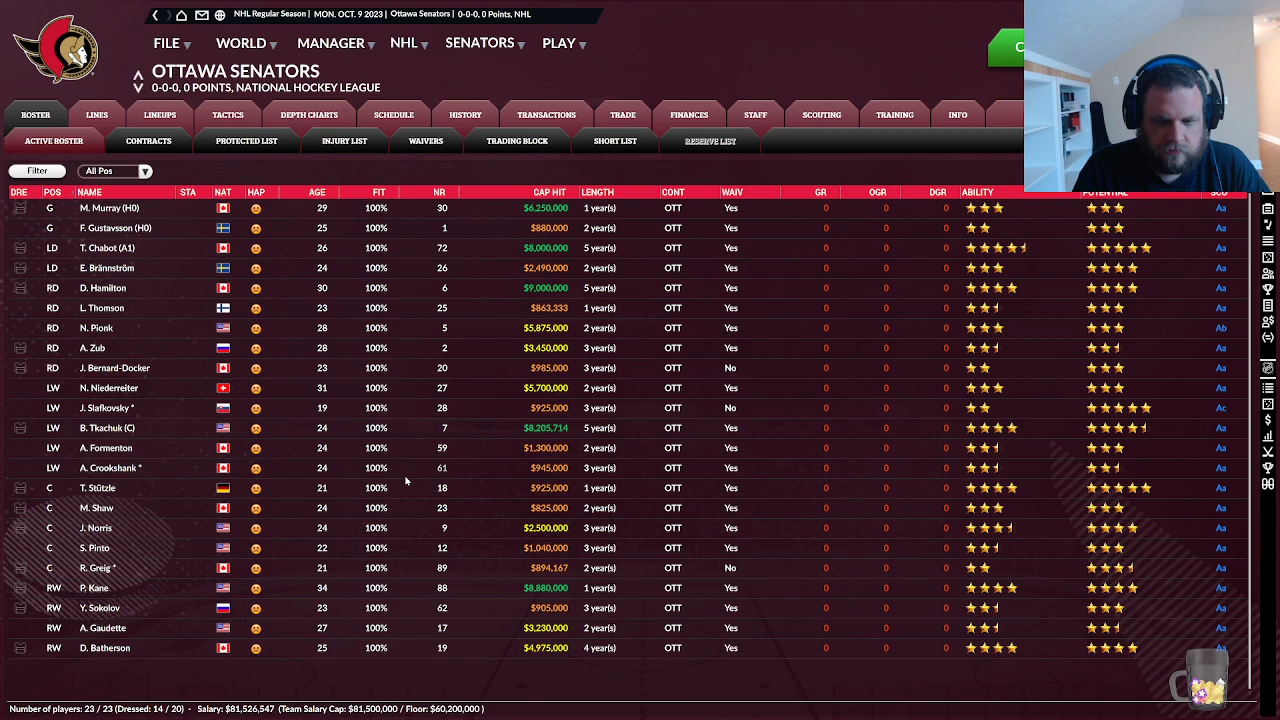 NHL Regular Season | MON. OCT. 9 2023 | Ottawa Senators | 0-0-0, 0 Points, NHL
FILE WORLD MANAGER NHL SENATORS PLAY
OTTAWA SENATORS
0-0-0, 0 POINTS, NATIONAL HOCKEY LEAGUE
ROSTER LINES LINEUPS TACTICS DEPTH CHARTS SCHEDULE HISTORY TRANSACTIONS TRADE FINANCES STAFF SCOUTING TRAINING INFO
ACTIVE ROSTER CONTRACTS PROTECTED LIST INJURY LIST WAIVERS TRADING BLOCK SHORT LIST RESERVE LIST
Filter All Pos
DRE POS NAME STA NAT HAP AGE FIT NR CAP HIT LENGTH CONT WAIV GR OGR DGR ABILITY POTENTIAL SCO
G M. Murray (H0) 29 100% 30 $6,250,000 1 year(s) OTT Yes 0 0 0 Aa
G F. Gustavsson (H0) 25 100% 1 $880,000 2 year(s) OTT Yes 0 0 0 Aa
LD T. Chabot (A1) 26 100% 72 $8,000,000 5 year(s) OTT Yes 0 0 0 Aa
LD E. Brännström 24 100% 26 $2,490,000 2 year(s) OTT Yes 0 0 0 Aa
RD D. Hamilton 30 100% 6 $9,000,000 5 year(s) OTT Yes 0 0 0 Aa
RD L. Thomson 23 100% 25 $863,333 1 year(s) OTT Yes 0 0 0 Aa
RD N. Pionk 28 100% 5 $5,875,000 2 year(s) OTT Yes 0 0 0 Ab
RD A. Zub 28 100% 2 $3,450,000 3 year(s) OTT Yes 0 0 0 Aa
RD J. Bernard-Docker 23 100% 20 $985,000 3 year(s) OTT No 0 0 0 Aa
LW N. Niederreiter 31 100% 27 $5,700,000 2 year(s) OTT Yes 0 0 0 Aa
LW J. Slafkovsky * 19 100% 28 $925,000 3 year(s) OTT No 0 0 0 Ac
LW B. Tkachuk (C) 24 100% 7 $8,205,714 5 year(s) OTT Yes 0 0 0 Aa
LW A. Formenton 24 100% 59 $1,300,000 2 year(s) OTT Yes 0 0 0 Aa
LW A. Crookshank * 24 100% 61 $945,000 3 year(s) OTT Yes 0 0 0 Aa
C T. Stützle 21 100% 18 $925,000 1 year(s) OTT Yes 0 0 0 Aa
C M. Shaw 24 100% 23 $825,000 2 year(s) OTT Yes 0 0 0 Aa
C J. Norris 24 100% 9 $2,500,000 3 year(s) OTT Yes 0 0 0 Aa
C S. Pinto 22 100% 12 $1,040,000 3 year(s) OTT Yes 0 0 0 Aa
C R. Greig * 21 100% 89 $894,167 3 year(s) OTT No 0 0 0 Aa
RW P. Kane 34 100% 88 $8,880,000 1 year(s) OTT Yes 0 0 0 Aa
RW Y. Sokolov 23 100% 62 $905,000 3 year(s) OTT Yes 0 0 0 Aa
RW A. Gaudette 27 100% 17 $3,230,000 2 year(s) OTT Yes 0 0 0 Aa
RW D. Batherson 25 100% 19 $4,975,000 4 year(s) OTT Yes 0 0 0 Aa
Number of players: 23 / 23 (Dressed: 14 / 20) - Salary: $81,526,547 (Team Salary Cap: $81,500,000 / Floor: $60,200,000 )